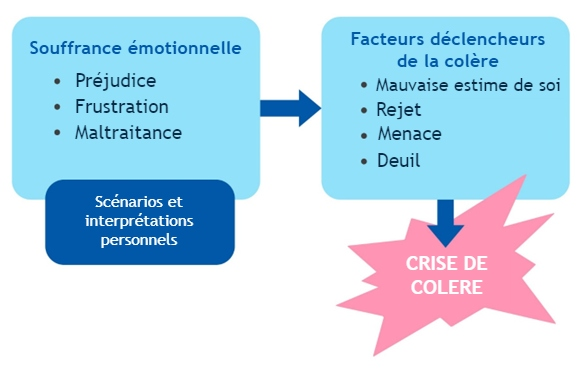 Souffrance émotionnelle
• Préjudice
• Frustration
• Maltraitance
Scénarios et
interprétations
personnels
Facteurs déclencheurs
de la colère
• Mauvaise estime de soi
• Rejet
• Menace
• Deuil
CRISE DE
COLERE